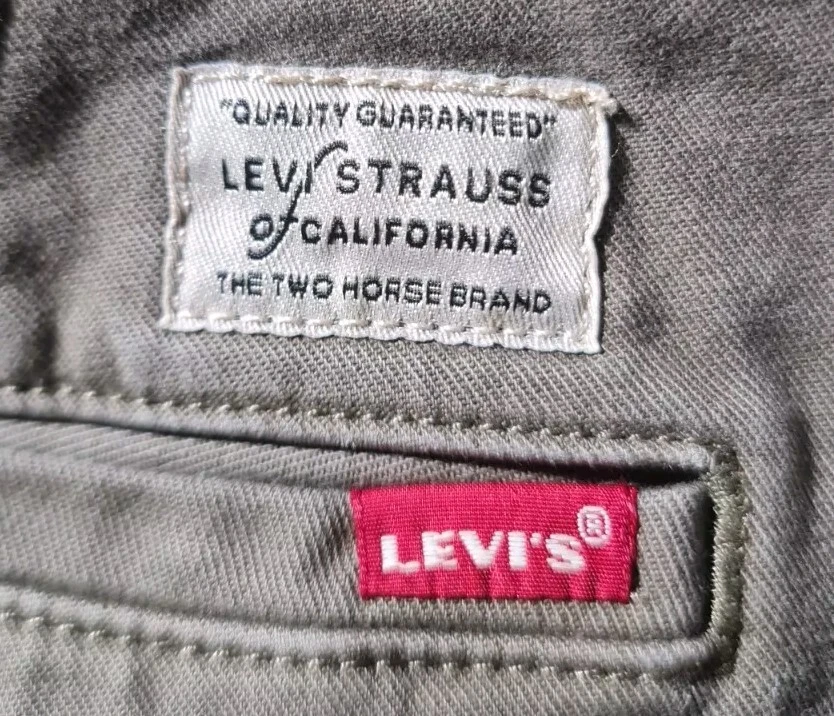 "QUALITY GUARANTEED"
LEVI STRAUSS
of CALIFORNIA
THE TWO HORSE BRAND
LEVI'S®